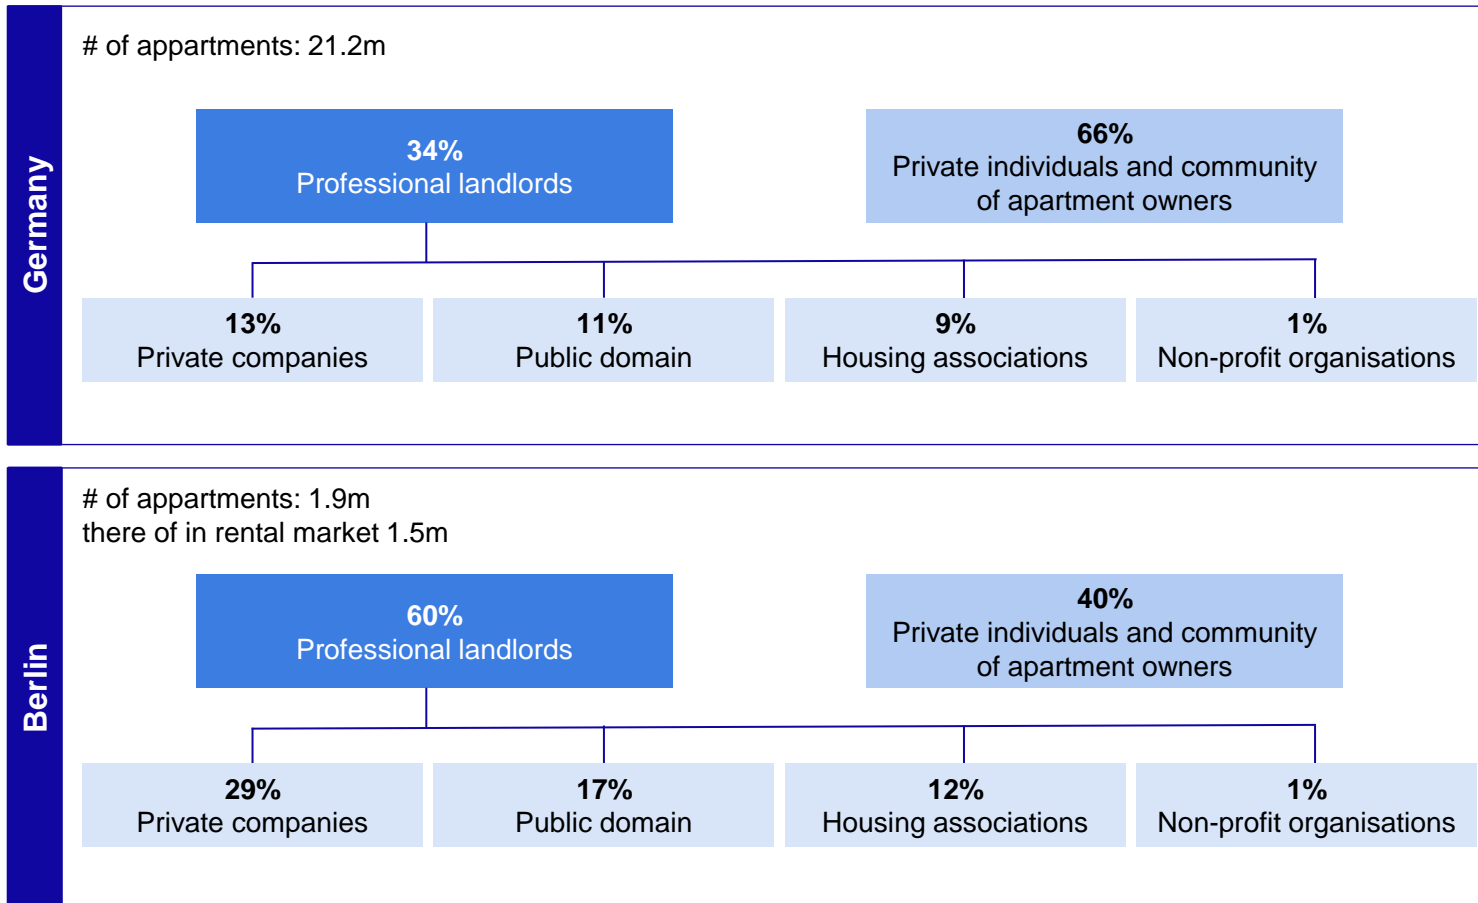 Germany
# of appartments: 21.2m
34%
Professional landlords
66%
Private individuals and community
of apartment owners
13%
Private companies
11%
Public domain
9%
Housing associations
1%
Non-profit organisations
Berlin
# of appartments: 1.9m
there of in rental market 1.5m
60%
Professional landlords
40%
Private individuals and community
of apartment owners
29%
Private companies
17%
Public domain
12%
Housing associations
1%
Non-profit organisations